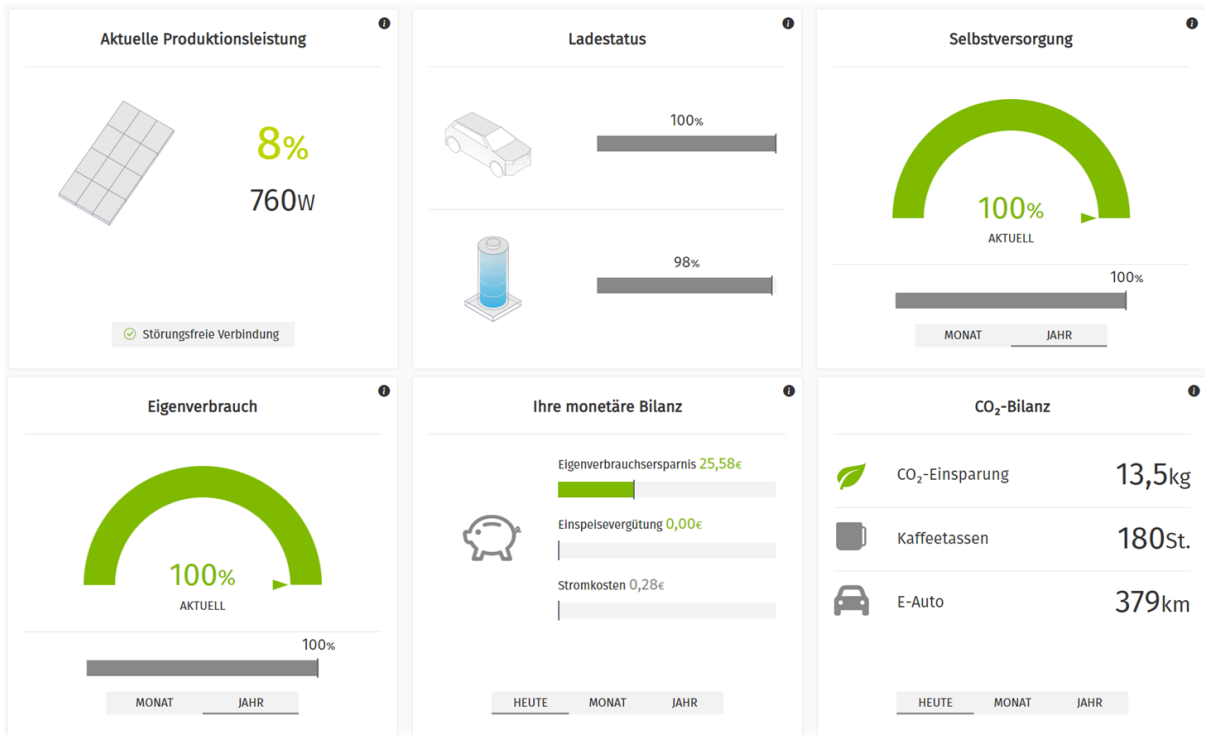 Aktuelle Produktionsleistung
8%
760W
Störungsfreie Verbindung
Ladestatus
100%
98%
Selbstversorgung
100%
AKTUELL
100%
MONAT JAHR
Eigenverbrauch
100%
AKTUELL
100%
MONAT JAHR
Ihre monetäre Bilanz
Eigenverbrauchsersparnis 25,58€
Einspeisevergütung 0,00€
Stromkosten 0,28€
HEUTE MONAT JAHR
CO₂-Bilanz
CO₂-Einsparung 13,5kg
Kaffeetassen 180St.
E-Auto 379km
HEUTE MONAT JAHR